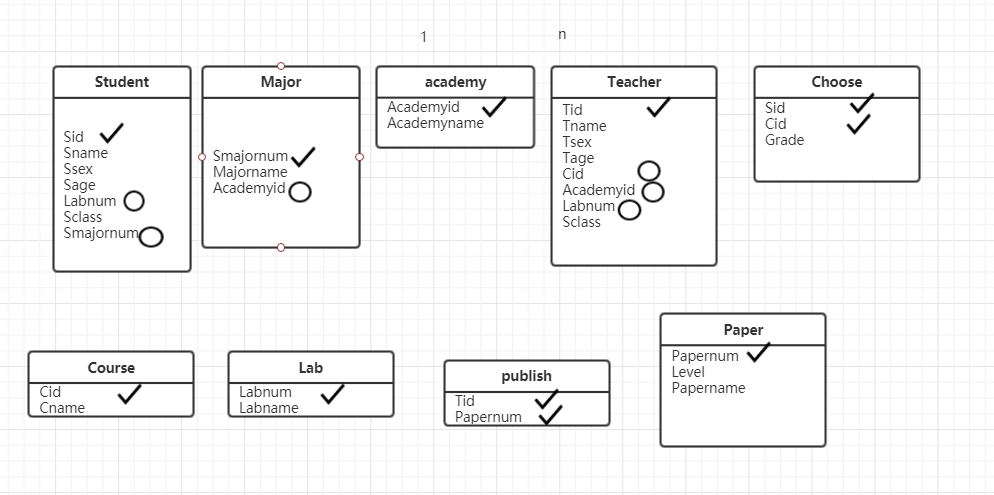 1
n
Student
Sid
Sname
Ssex
Sage
Labnum
Sclass
Smajornum
Major
Smajornum
Majorname
Academyid
academy
Academyid
Academyname
Teacher
Tid
Tname
Tsex
Tage
Cid
Academyid
Labnum
Sclass
Choose
Sid
Cid
Grade
Course
Cid
Cname
Lab
Labnum
Labname
publish
Tid
Papernum
Paper
Papernum
Level
Papername